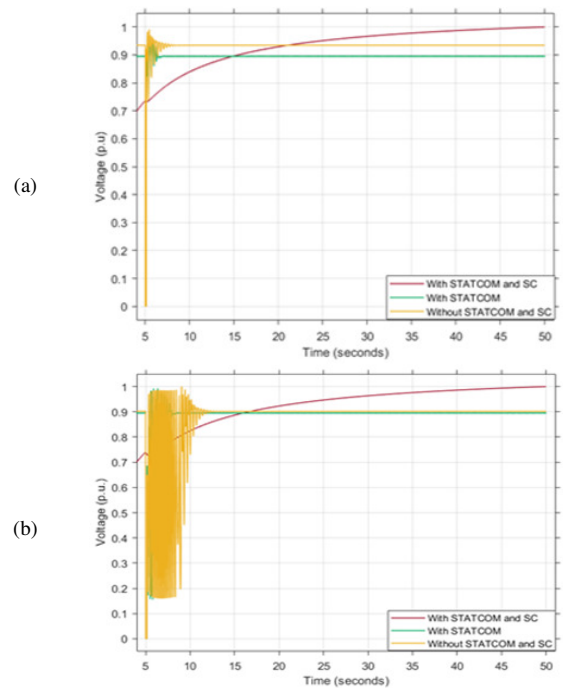 (a)
Voltage (p.u)
1
0.9
0.8
0.7
0.6
0.5
0.4
0.3
0.2
0.1
0
5 10 15 20 25 30 35 40 45 50
Time (seconds)
With STATCOM and SC
With STATCOM
Without STATCOM and SC
(b)
Voltage (p.u.)
1
0.9
0.8
0.7
0.6
0.5
0.4
0.3
0.2
0.1
0
5 10 15 20 25 30 35 40 45 50
Time (seconds)
With STATCOM and SC
With STATCOM
Without STATCOM and SC